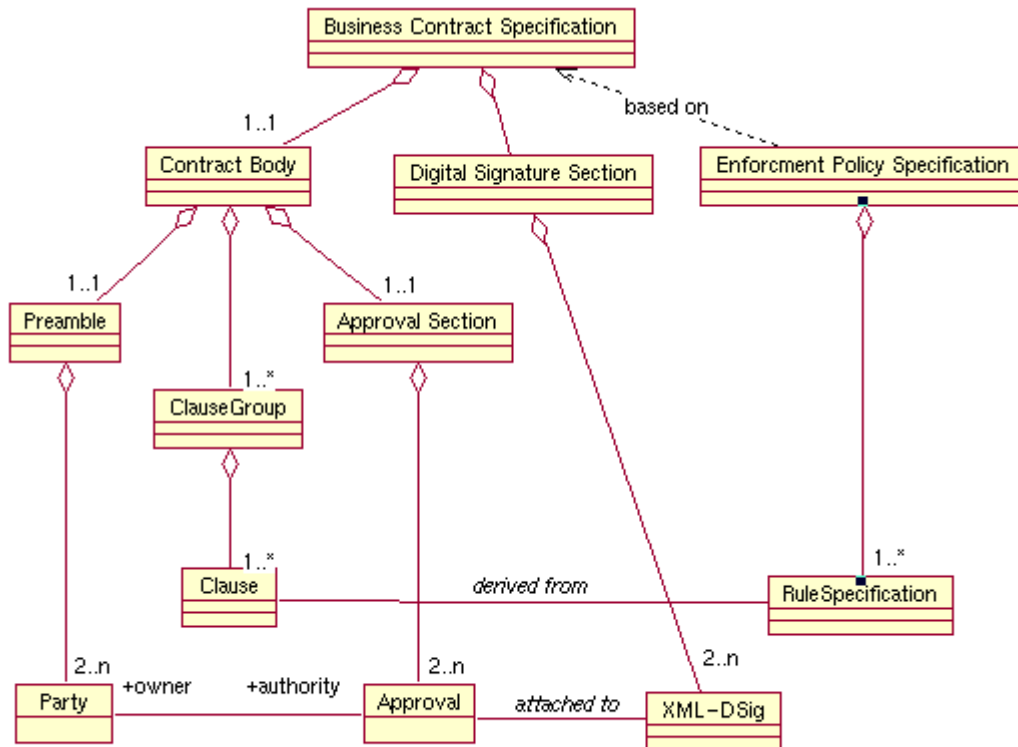 Business Contract Specification
based on
1..1
Contract Body
Digital Signature Section
Enforcment Policy Specification
1..1
1..1
Preamble
Approval Section
1..*
ClauseGroup
1..*
1..*
Clause
derived from
RuleSpecification
2..n
2..n
2..n
+owner
+authority
Party
Approval
attached to
XML-DSig